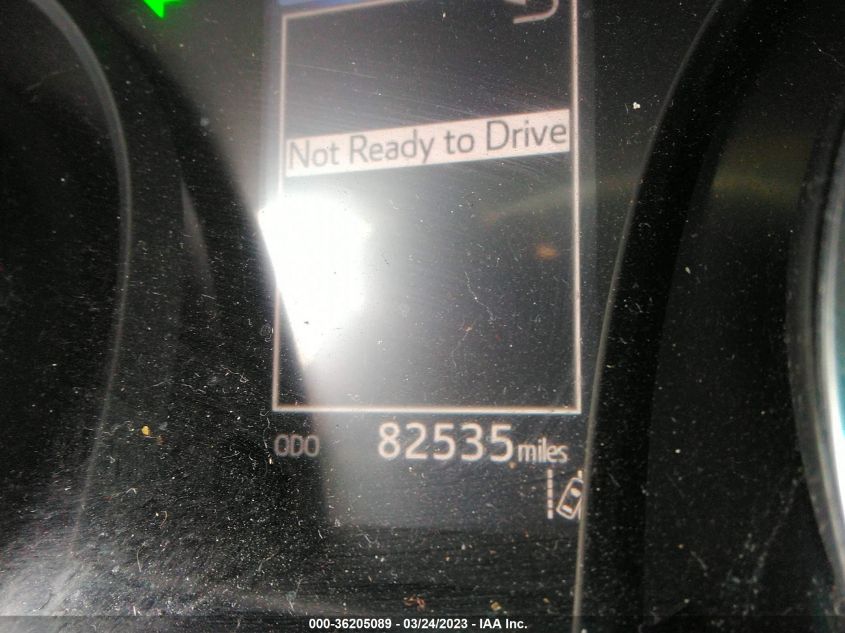 Not Ready to Drive
ODO 82535 miles
000-36205089 - 03/24/2023 - IAA Inc.